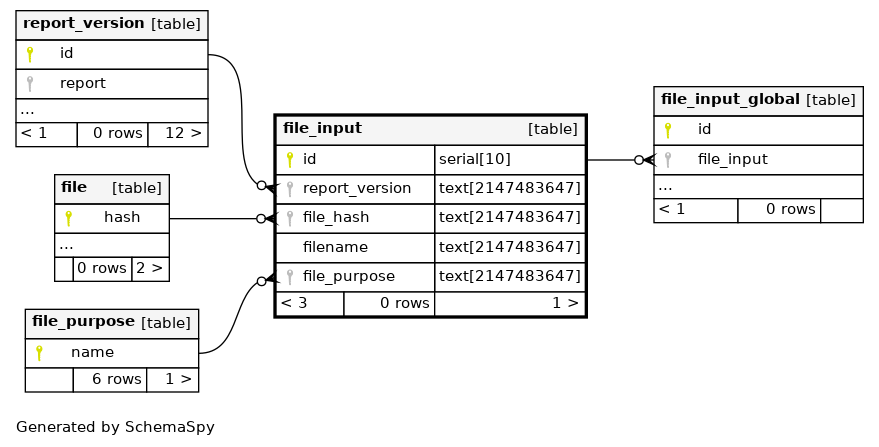 report_version [table]
id
report
...
< 1 0 rows 12 >
file [table]
hash
...
0 rows 2 >
file_purpose [table]
name
6 rows 1 >
file_input [table]
id serial[10]
report_version text[2147483647]
file_hash text[2147483647]
filename text[2147483647]
file_purpose text[2147483647]
< 3 0 rows 1 >
file_input_global [table]
id
file_input
...
< 1 0 rows
Generated by SchemaSpy